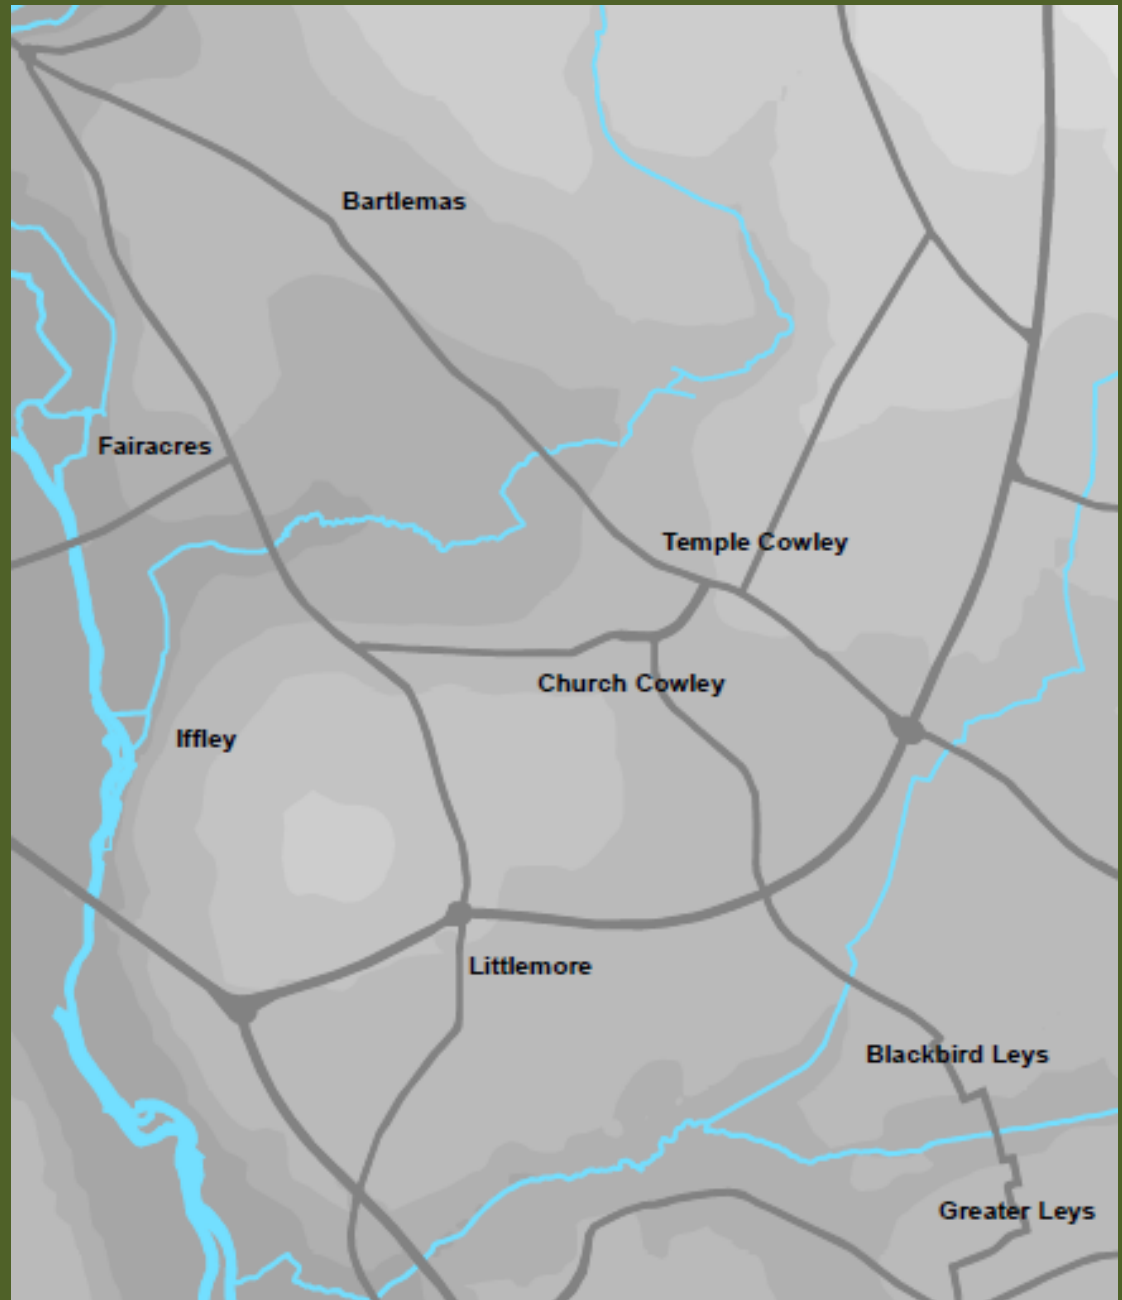 Bartlemas
Fairacres
Temple Cowley
Church Cowley
Iffley
Littlemore
Blackbird Leys
Greater Leys